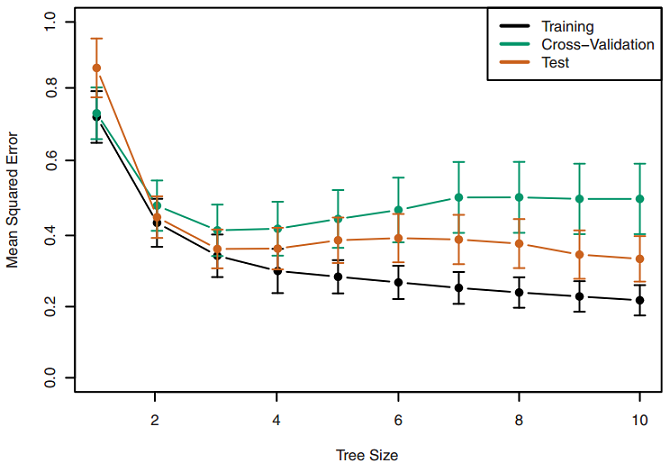 Training
Cross−Validation
Test
1.0
0.8
0.6
0.4
0.2
0.0
Mean Squared Error
2 4 6 8 10
Tree Size